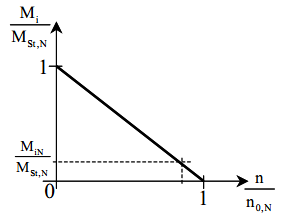 M_i
M_St,N
1
M_iN
M_St,N
0
1
n
n_0,N